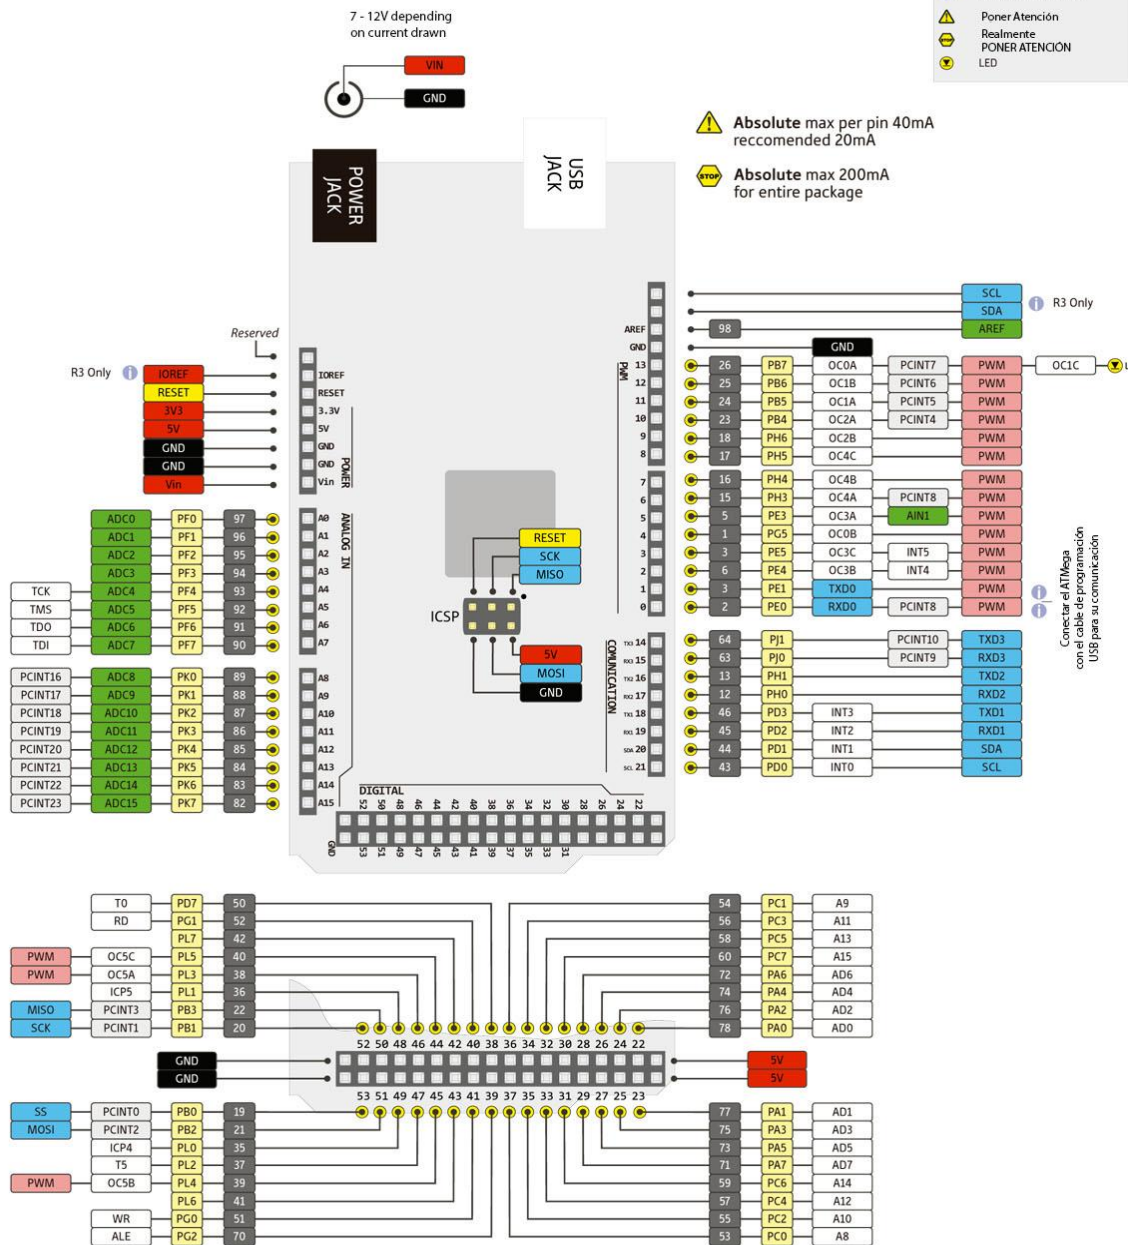 7 - 12V depending
on current drawn
VIN
GND
Poner Atención
STOP Realmente
PONER ATENCIÓN
LED
Absolute max per pin 40mA
reccomended 20mA
STOP
Absolute max 200mA
for entire package
POWER
JACK
USB
JACK
Reserved
R3 Only i IOREF
RESET
3V3
5V
GND
GND
Vin
IOREF
RESET
3.3V
5V
GND
GND
Vin
POWER
ADC0 PF0 97
ADC1 PF1 96
ADC2 PF2 95
ADC3 PF3 94
TCK ADC4 PF4 93
TMS ADC5 PF5 92
TDO ADC6 PF6 91
TDI ADC7 PF7 90
A0
A1
A2
A3
A4
A5
A6
A7
ANALOG IN
PCINT16 ADC8 PK0 89
PCINT17 ADC9 PK1 88
PCINT18 ADC10 PK2 87
PCINT19 ADC11 PK3 86
PCINT20 ADC12 PK4 85
PCINT21 ADC13 PK5 84
PCINT22 ADC14 PK6 83
PCINT23 ADC15 PK7 82
A8
A9
A10
A11
A12
A13
A14
A15
RESET
SCK
MISO
ICSP
5V
MOSI
GND
AREF
GND
13
12
11
10
9
8
7
6
5
4
3
2
1
0
PWM
TX3 14
RX3 15
TX2 16
RX2 17
TX1 18
RX1 19
SDA 20
SCL 21
COMUNICATION
SCL
SDA
i R3 Only
98 AREF
GND
26 PB7 OC0A PCINT7 PWM OC1C L
25 PB6 OC1B PCINT6 PWM
24 PB5 OC1A PCINT5 PWM
23 PB4 OC2A PCINT4 PWM
18 PH6 OC2B PWM
17 PH5 OC4C PWM
16 PH4 OC4B PWM
15 PH3 OC4A PCINT8 PWM
5 PE3 OC3A AIN1 PWM
1 PG5 OC0B PWM
3 PE5 OC3C INT5 PWM
6 PE4 OC3B INT4 PWM
3 PE1 TXD0 PWM i
2 PE0 RXD0 PCINT8 PWM i
Conectar el ATMega
con el cable de programación
USB para su comunicación
64 PJ1 PCINT10 TXD3
63 PJ0 PCINT9 RXD3
13 PH1 TXD2
12 PH0 RXD2
46 PD3 INT3 TXD1
45 PD2 INT2 RXD1
44 PD1 INT1 SDA
43 PD0 INT0 SCL
DIGITAL
52 50 48 46 44 42 40 38 36 34 32 30 28 26 24 22
GND 53 51 49 47 45 43 41 39 37 35 33 31
T0 PD7 50
RD PG1 52
PL7 42
PWM OC5C PL5 40
PWM OC5A PL3 38
ICP5 PL1 36
MISO PCINT3 PB3 22
SCK PCINT1 PB1 20
54 PC1 A9
56 PC3 A11
58 PC5 A13
60 PC7 A15
72 PA6 AD6
74 PA4 AD4
76 PA2 AD2
78 PA0 AD0
52 50 48 46 44 42 40 38 36 34 32 30 28 26 24 22
GND
GND
5V
5V
53 51 49 47 45 43 41 39 37 35 33 31 29 27 25 23
SS PCINT0 PB0 19
MOSI PCINT2 PB2 21
ICP4 PL0 35
T5 PL2 37
PWM OC5B PL4 39
PL6 41
WR PG0 51
ALE PG2 70
77 PA1 AD1
75 PA3 AD3
73 PA5 AD5
71 PA7 AD7
59 PC6 A14
57 PC4 A12
55 PC2 A10
53 PC0 A8